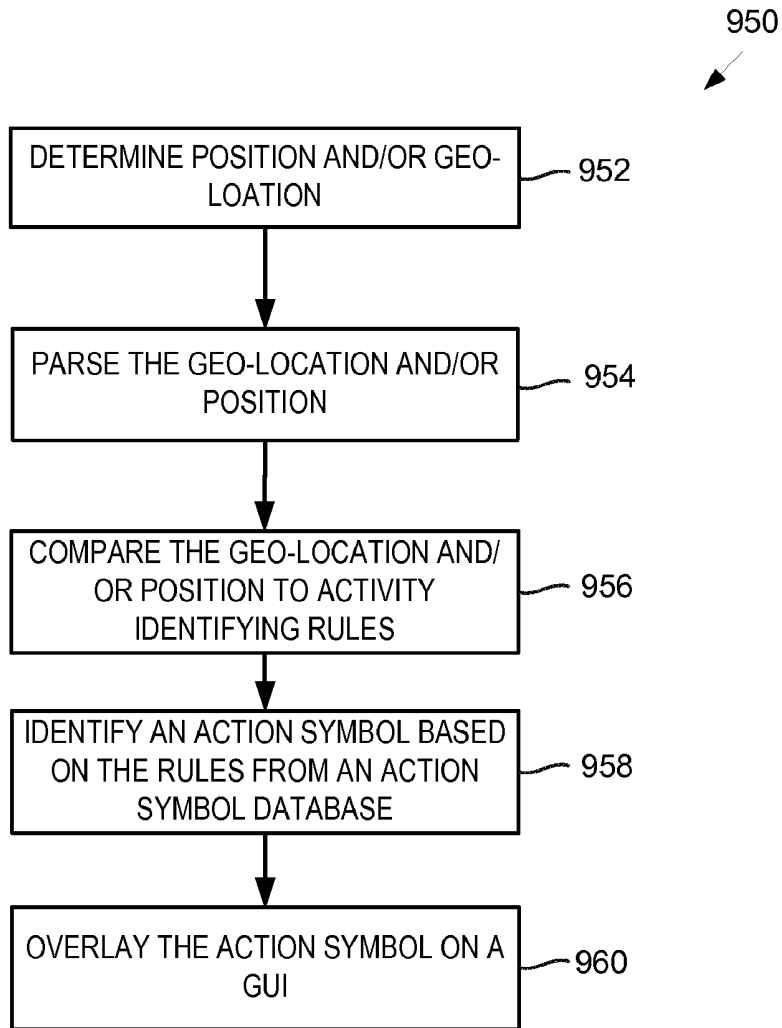 950
DETERMINE POSITION AND/OR GEO-
LOATION
952
PARSE THE GEO-LOCATION AND/OR
POSITION
954
COMPARE THE GEO-LOCATION AND/
OR POSITION TO ACTIVITY
IDENTIFYING RULES
956
IDENTIFY AN ACTION SYMBOL BASED
ON THE RULES FROM AN ACTION
SYMBOL DATABASE
958
OVERLAY THE ACTION SYMBOL ON A
GUI
960